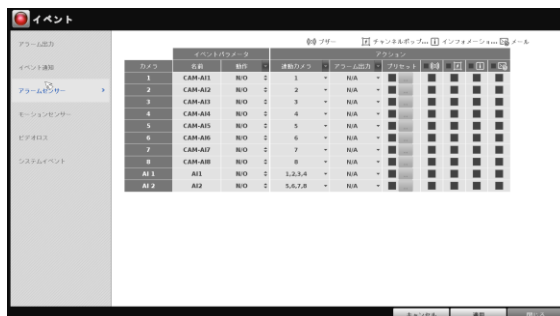 イベント
アラーム出力
イベント通知
アラームセンサー
モーションセンサー
ビデオロス
システムイベント
ブザー チャンネルポップ... インフォメーショ... メール
イベントパラメータ アクション
カメラ 名前 動作 連動カメラ アラーム出力 プリセット
1 CAM-AI1 N/O 1 N/A
2 CAM-AI2 N/O 2 N/A
3 CAM-AI3 N/O 3 N/A
4 CAM-AI4 N/O 4 N/A
5 CAM-AI5 N/O 5 N/A
6 CAM-AI6 N/O 6 N/A
7 CAM-AI7 N/O 7 N/A
8 CAM-AI8 N/O 8 N/A
AI 1 AI1 N/O 1,2,3,4 N/A
AI 2 AI2 N/O 5,6,7,8 N/A
キャンセル 適用 閉じる